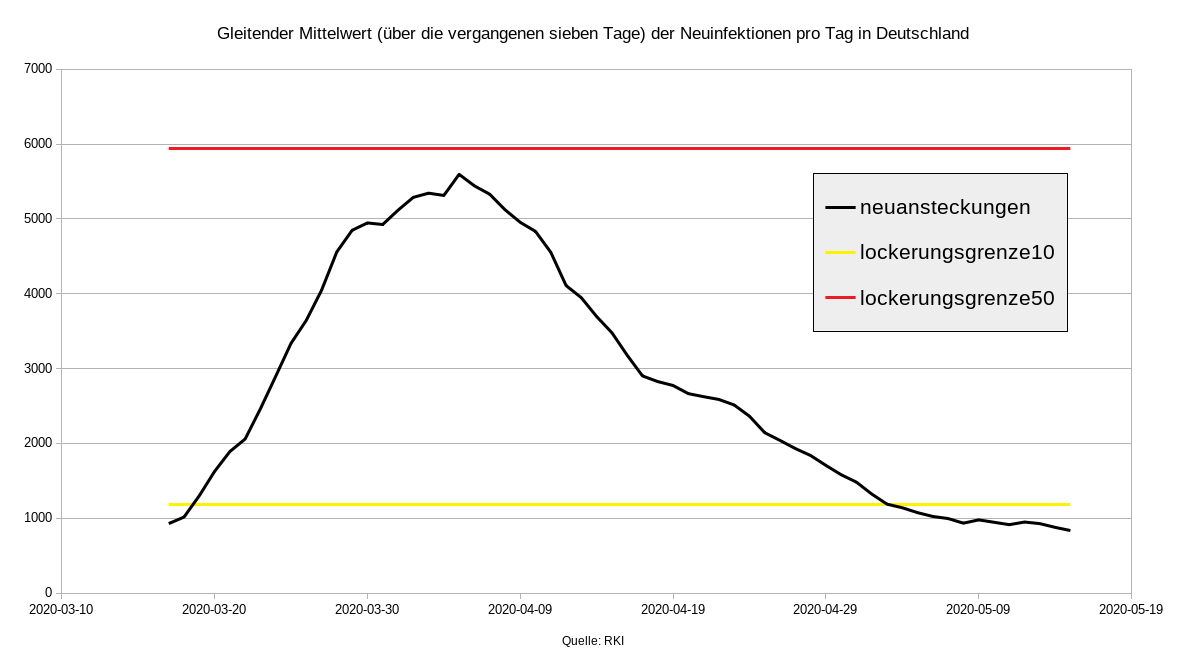 Gleitender Mittelwert (über die vergangenen sieben Tage) der Neuinfektionen pro Tag in Deutschland
7000
6000
5000
4000
3000
2000
1000
0
neuansteckungen
lockerungsgrenze10
lockerungsgrenze50
2020-03-10 2020-03-20 2020-03-30 2020-04-09 2020-04-19 2020-04-29 2020-05-09 2020-05-19
Quelle: RKI